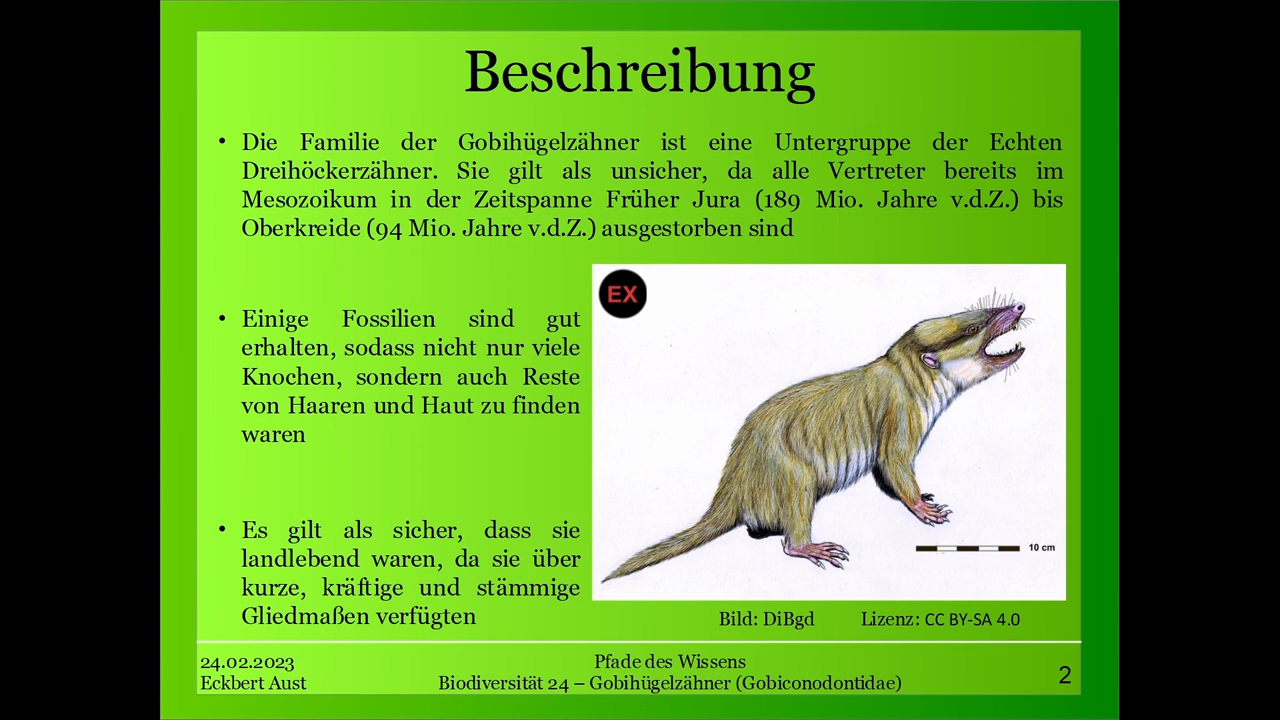 Beschreibung
• Die Familie der Gobihügelzähner ist eine Untergruppe der Echten
Dreihöckerzähner. Sie gilt als unsicher, da alle Vertreter bereits im
Mesozoikum in der Zeitspanne Früher Jura (189 Mio. Jahre v.d.Z.) bis
Oberkreide (94 Mio. Jahre v.d.Z.) ausgestorben sind
• Einige Fossilien sind gut
erhalten, sodass nicht nur viele
Knochen, sondern auch Reste
von Haaren und Haut zu finden
waren
• Es gilt als sicher, dass sie
landlebend waren, da sie über
kurze, kräftige und stämmige
Gliedmaßen verfügten
EX
10 cm
Bild: DiBgd Lizenz: CC BY-SA 4.0
24.02.2023
Eckbert Aust
Pfade des Wissens
Biodiversität 24 – Gobihügelzähner (Gobiconodontidae)
2